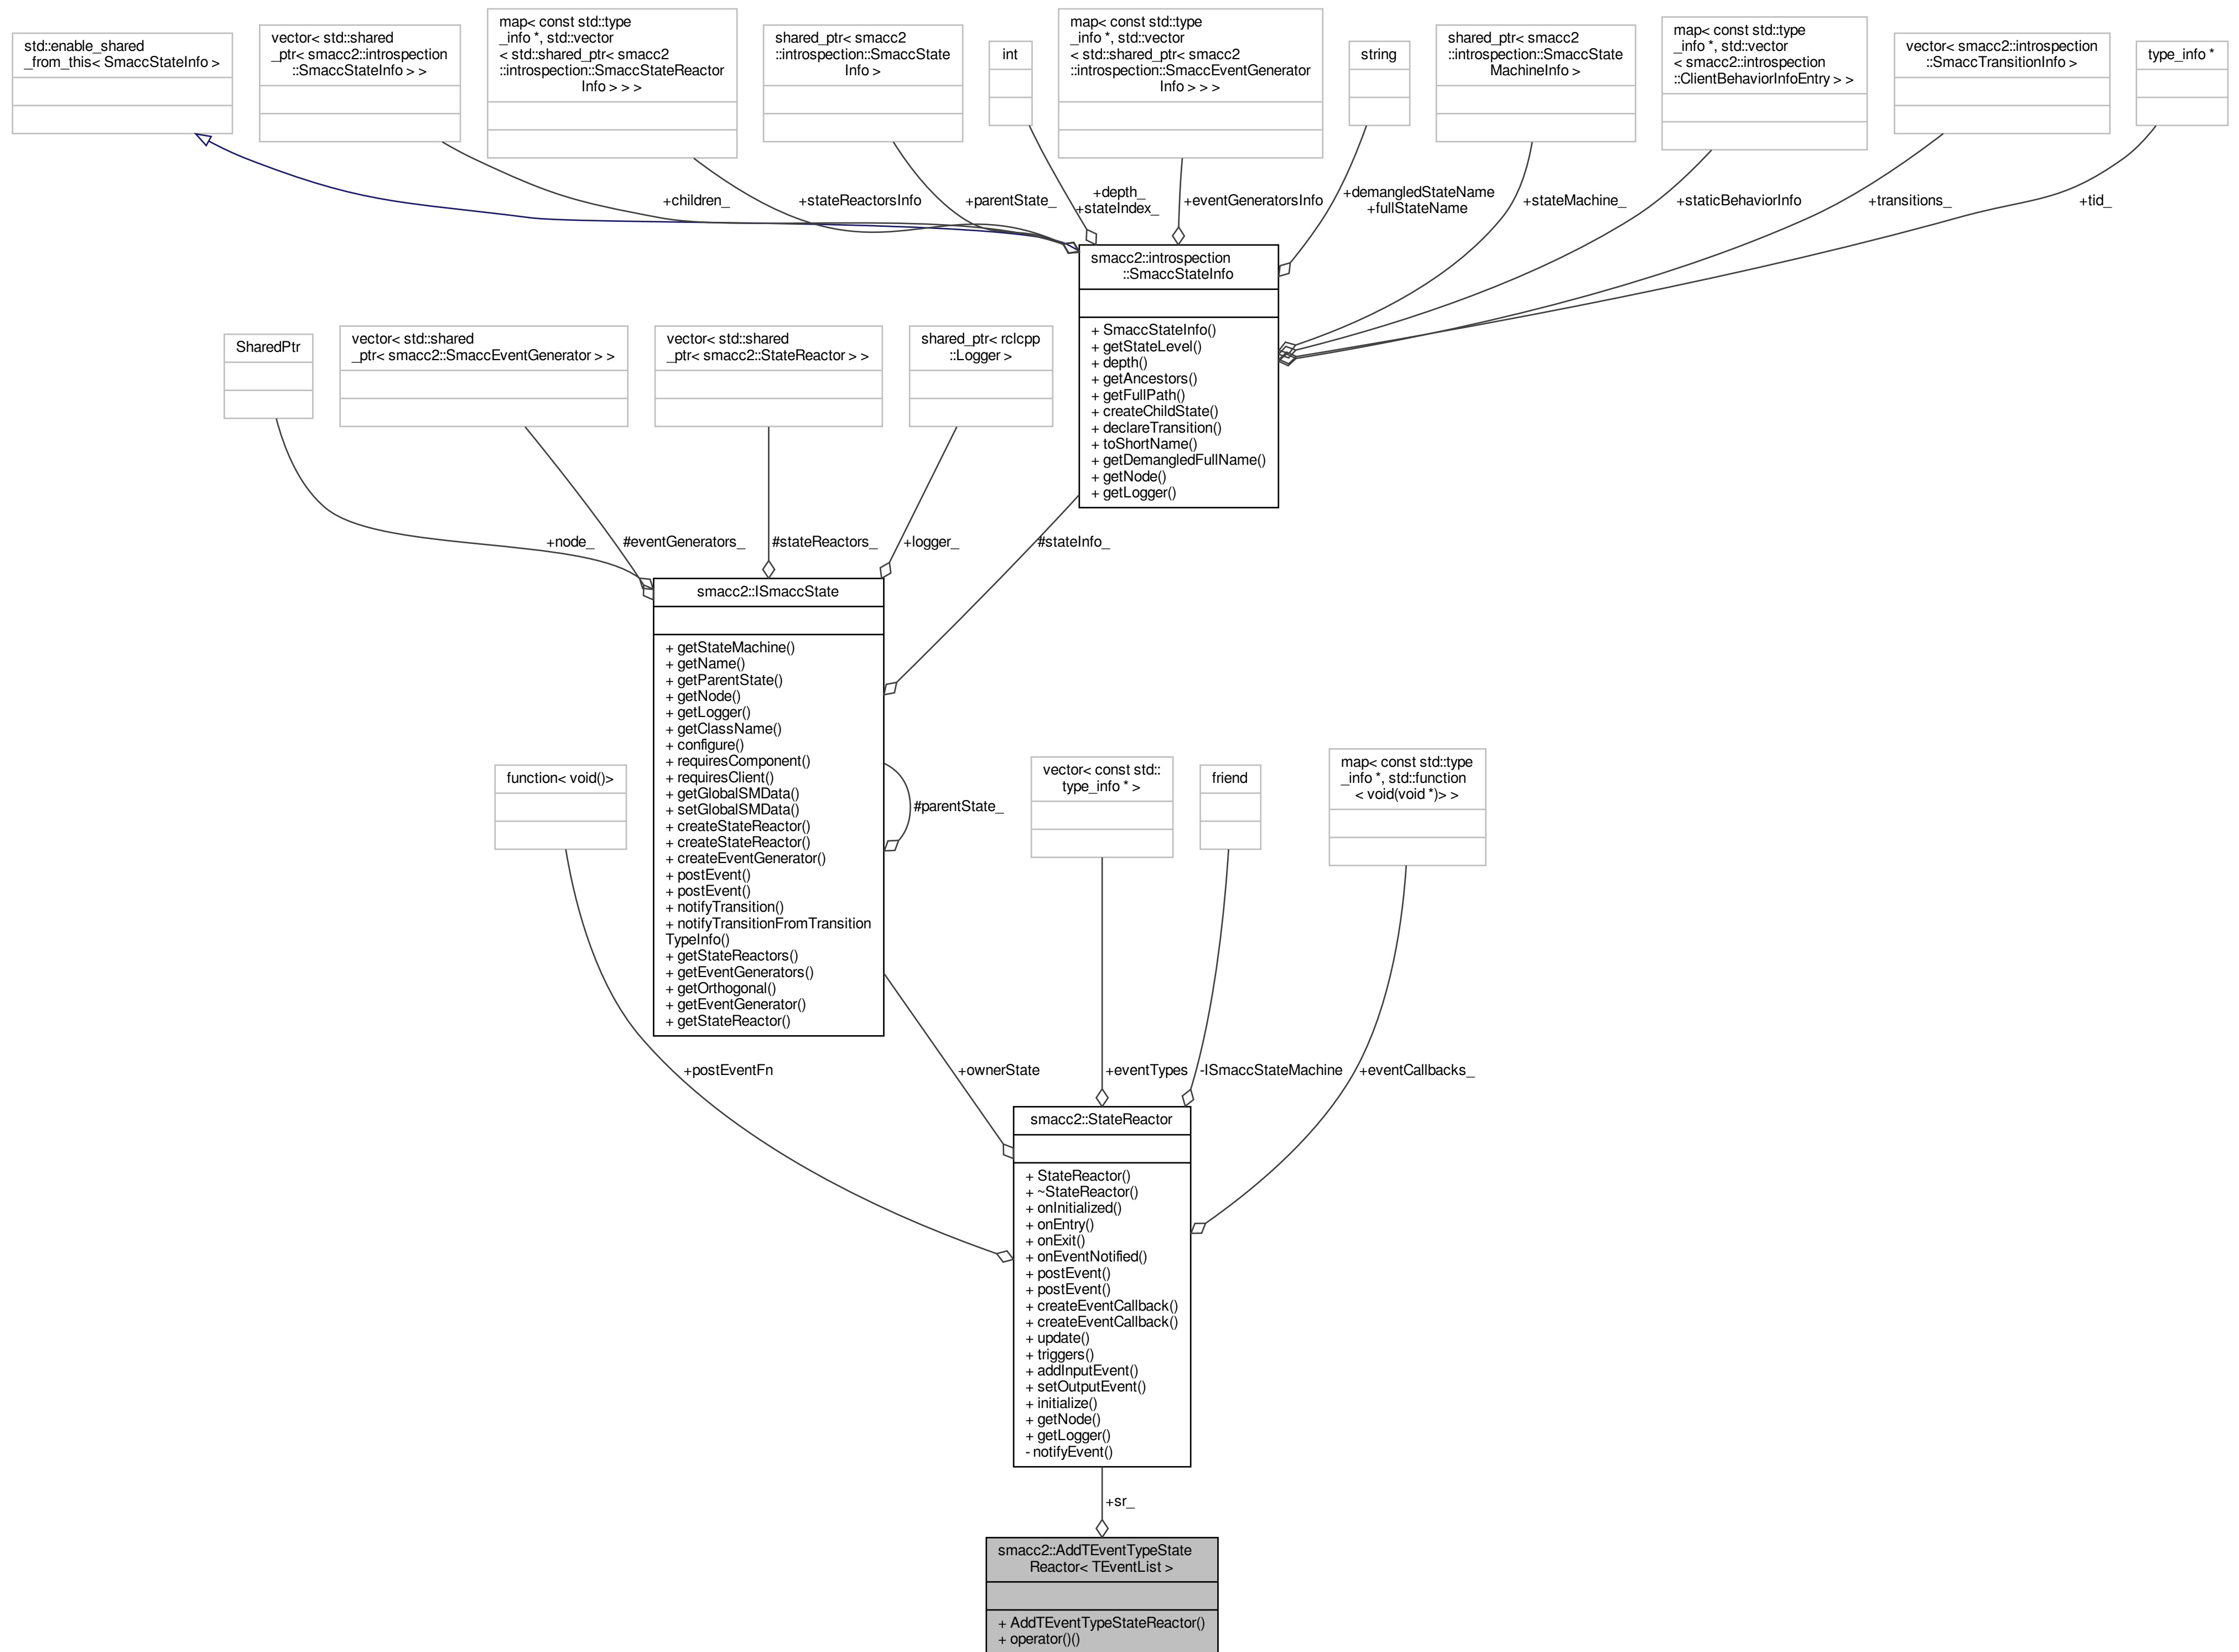 std::enable_shared
_from_this< SmaccStateInfo >
vector< std::shared
_ptr< smacc2::introspection
::SmaccStateInfo > >
map< const std::type
_info *, std::vector
< std::shared_ptr< smacc2
::introspection::SmaccStateReactor
Info > > >
shared_ptr< smacc2
::introspection::SmaccState
Info >
int
map< const std::type
_info *, std::vector
< std::shared_ptr< smacc2
::introspection::SmaccEventGenerator
Info > > >
string
shared_ptr< smacc2
::introspection::SmaccState
MachineInfo >
map< const std::type
_info *, std::vector
< smacc2::introspection
::ClientBehaviorInfoEntry > >
vector< smacc2::introspection
::SmaccTransitionInfo >
type_info *
+children_
+stateReactorsInfo
+parentState_
+depth_
+stateIndex_
+eventGeneratorsInfo
+demangledStateName
+fullStateName
+stateMachine_
+staticBehaviorInfo
+transitions_
+tid_
smacc2::introspection
::SmaccStateInfo
+ SmaccStateInfo()
+ getStateLevel()
+ depth()
+ getAncestors()
+ getFullPath()
+ createChildState()
+ declareTransition()
+ toShortName()
+ getDemangledFullName()
+ getNode()
+ getLogger()
SharedPtr
vector< std::shared
_ptr< smacc2::SmaccEventGenerator > >
vector< std::shared
_ptr< smacc2::StateReactor > >
shared_ptr< rclcpp
::Logger >
+node_
#eventGenerators_
#stateReactors_
+logger_
#stateInfo_
smacc2::ISmaccState
+ getStateMachine()
+ getName()
+ getParentState()
+ getNode()
+ getLogger()
+ getClassName()
+ configure()
+ requiresComponent()
+ requiresClient()
+ getGlobalSMData()
+ setGlobalSMData()
+ createStateReactor()
+ createStateReactor()
+ createEventGenerator()
+ postEvent()
+ postEvent()
+ notifyTransition()
+ notifyTransitionFromTransition
TypeInfo()
+ getStateReactors()
+ getEventGenerators()
+ getOrthogonal()
+ getEventGenerator()
+ getStateReactor()
#parentState_
function< void()>
vector< const std::
type_info * >
friend
map< const std::type
_info *, std::function
< void(void *)> >
+postEventFn
+ownerState
+eventTypes
-ISmaccStateMachine
+eventCallbacks_
smacc2::StateReactor
+ StateReactor()
+ ~StateReactor()
+ onInitialized()
+ onEntry()
+ onExit()
+ onEventNotified()
+ postEvent()
+ postEvent()
+ createEventCallback()
+ createEventCallback()
+ update()
+ triggers()
+ addInputEvent()
+ setOutputEvent()
+ initialize()
+ getNode()
+ getLogger()
- notifyEvent()
+sr_
smacc2::AddTEventTypeState
Reactor< TEventList >
+ AddTEventTypeStateReactor()
+ operator()()